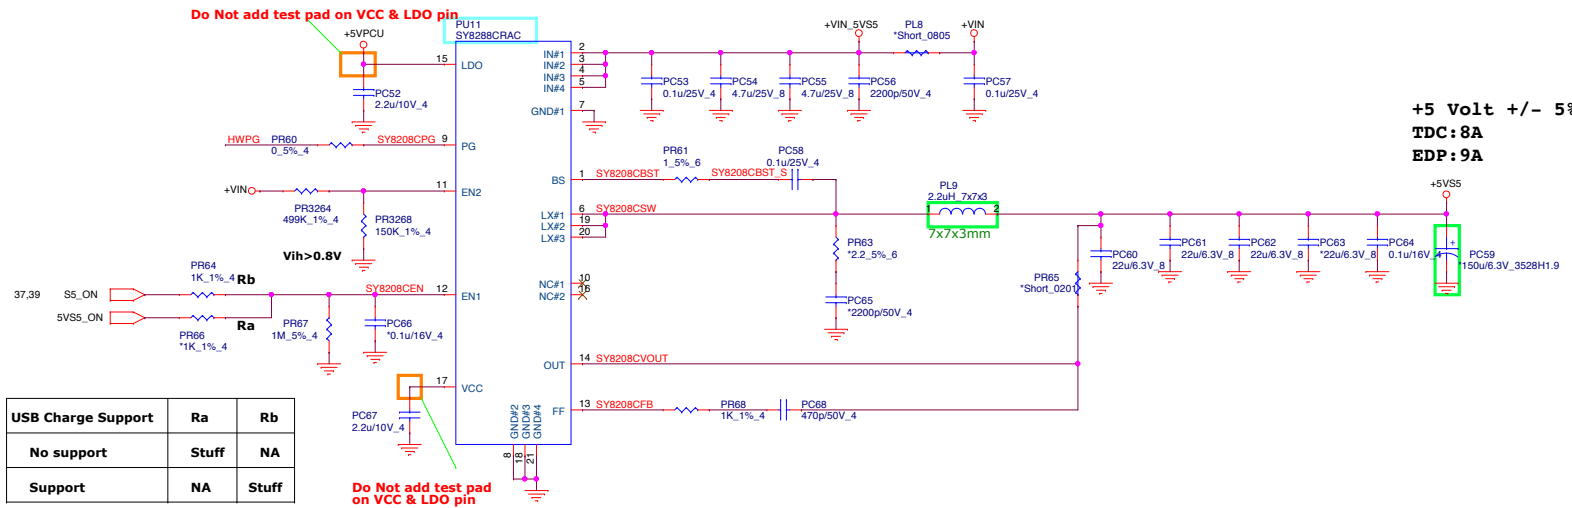 Do Not add test pad on VCC & LDO pin
+5VPCU
PU11
SY8288CRAC
15
LDO
PC52
2.2u/10V_4
HWPG
PR60
0_5%_4
SY8208CPG
9
PG
+VIN
PR3264
499K_1%_4
11
EN2
PR3268
150K_1%_4
Vih>0.8V
PR64
1K_1%_4
Rb
37,39
S5_ON
5VS5_ON
SY8208CEN
12
EN1
PR66
*1K_1%_4
Ra
PR67
1M_5%_4
PC66
*0.1u/16V_4
17
VCC
PC67
2.2u/10V_4
Do Not add test pad
on VCC & LDO pin
GND#2
GND#3
GND#4
8
18
21
IN#1
IN#2
IN#3
IN#4
2
3
4
5
GND#1
7
+VIN_5VS5
PL8
*Short_0805
+VIN
PC53
0.1u/25V_4
PC54
4.7u/25V_8
PC55
4.7u/25V_8
PC56
2200p/50V_4
PC57
0.1u/25V_4
+5 Volt +/- 5%
TDC:8A
EDP:9A
BS
1
SY8208CBST
PR61
1_5%_6
SY8208CBST_S
PC58
0.1u/25V_4
LX#1
LX#2
LX#3
6
19
20
SY8208CSW
PL9
2.2uH_7x7x3
1
2
7x7x3mm
+5VS5
PR63
*2.2_5%_6
PC65
*2200p/50V_4
PC60
22u/6.3V_8
PC61
22u/6.3V_8
PC62
22u/6.3V_8
PC63
*22u/6.3V_8
PC64
0.1u/16V_4
+
PC59
*150u/6.3V_3528H1.9
PR65
*Short_0201
NC#1
NC#2
10
16
OUT
14
SY8208CVOUT
FF
13
SY8208CFB
PR68
1K_1%_4
PC68
470p/50V_4
USB Charge Support Ra Rb
No support Stuff NA
Support NA Stuff